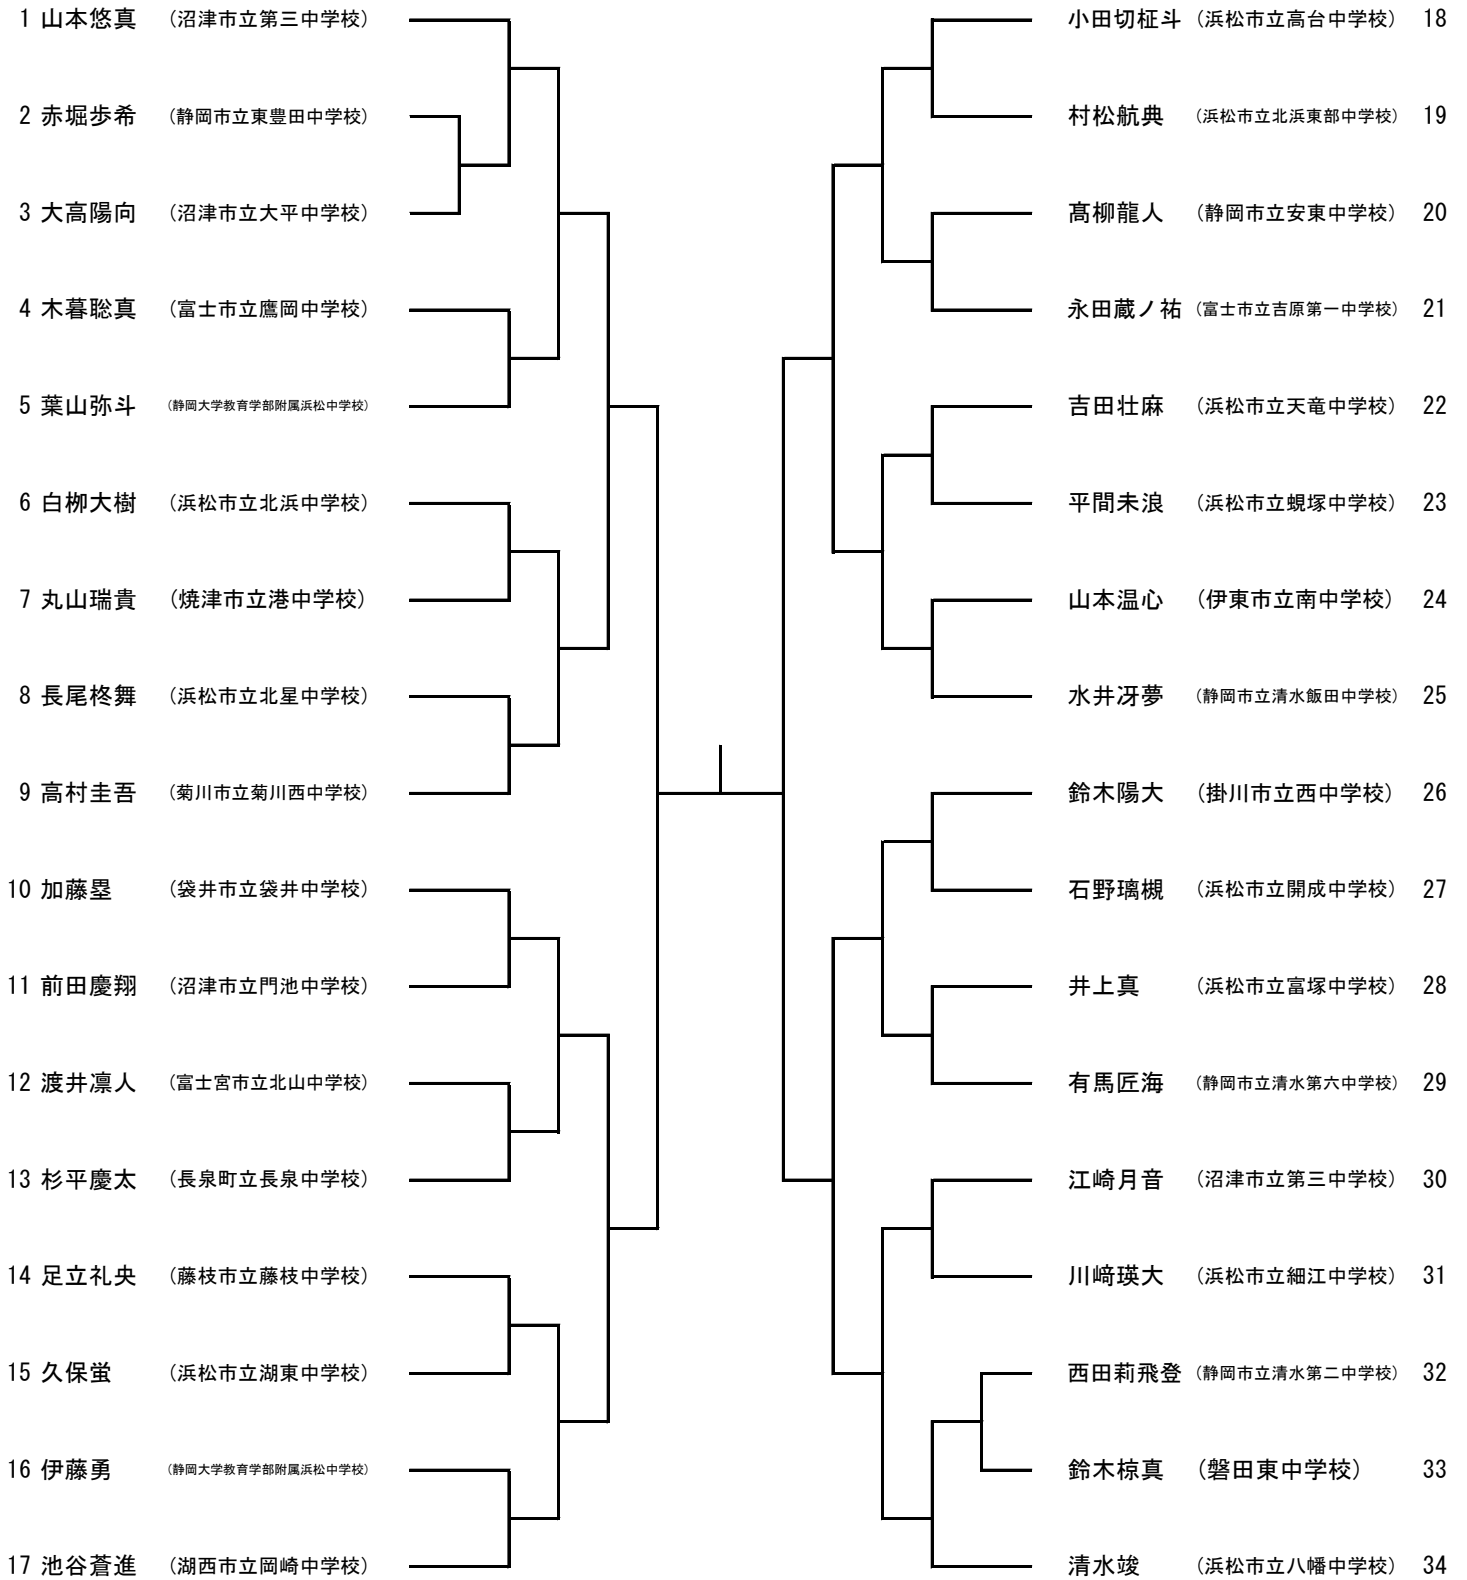 1 山本悠真 (沼津市立第三中学校)
2 赤堀歩希 (静岡市立東豊田中学校)
3 大高陽向 (沼津市立大平中学校)
4 木暮聡真 (富士市立鷹岡中学校)
5 葉山弥斗 (静岡大学教育学部附属浜松中学校)
6 白栁大樹 (浜松市立北浜中学校)
7 丸山瑞貴 (焼津市立港中学校)
8 長尾柊舞 (浜松市立北星中学校)
9 高村圭吾 (菊川市立菊川西中学校)
10 加藤塁 (袋井市立袋井中学校)
11 前田慶翔 (沼津市立門池中学校)
12 渡井凛人 (富士宮市立北山中学校)
13 杉平慶太 (長泉町立長泉中学校)
14 足立礼央 (藤枝市立藤枝中学校)
15 久保蛍 (浜松市立湖東中学校)
16 伊藤勇 (静岡大学教育学部附属浜松中学校)
17 池谷蒼進 (湖西市立岡崎中学校)
小田切柾斗 (浜松市立高台中学校) 18
村松航典 (浜松市立北浜東部中学校) 19
髙柳龍人 (静岡市立安東中学校) 20
永田蔵ノ祐 (富士市立吉原第一中学校) 21
吉田壮麻 (浜松市立天竜中学校) 22
平間未浪 (浜松市立蜆塚中学校) 23
山本温心 (伊東市立南中学校) 24
水井冴夢 (静岡市立清水飯田中学校) 25
鈴木陽大 (掛川市立西中学校) 26
石野璃槻 (浜松市立開成中学校) 27
井上真 (浜松市立富塚中学校) 28
有馬匠海 (静岡市立清水第六中学校) 29
江崎月音 (沼津市立第三中学校) 30
川﨑瑛大 (浜松市立細江中学校) 31
西田莉飛登 (静岡市立清水第二中学校) 32
鈴木椋真 (磐田東中学校) 33
清水竣 (浜松市立八幡中学校) 34